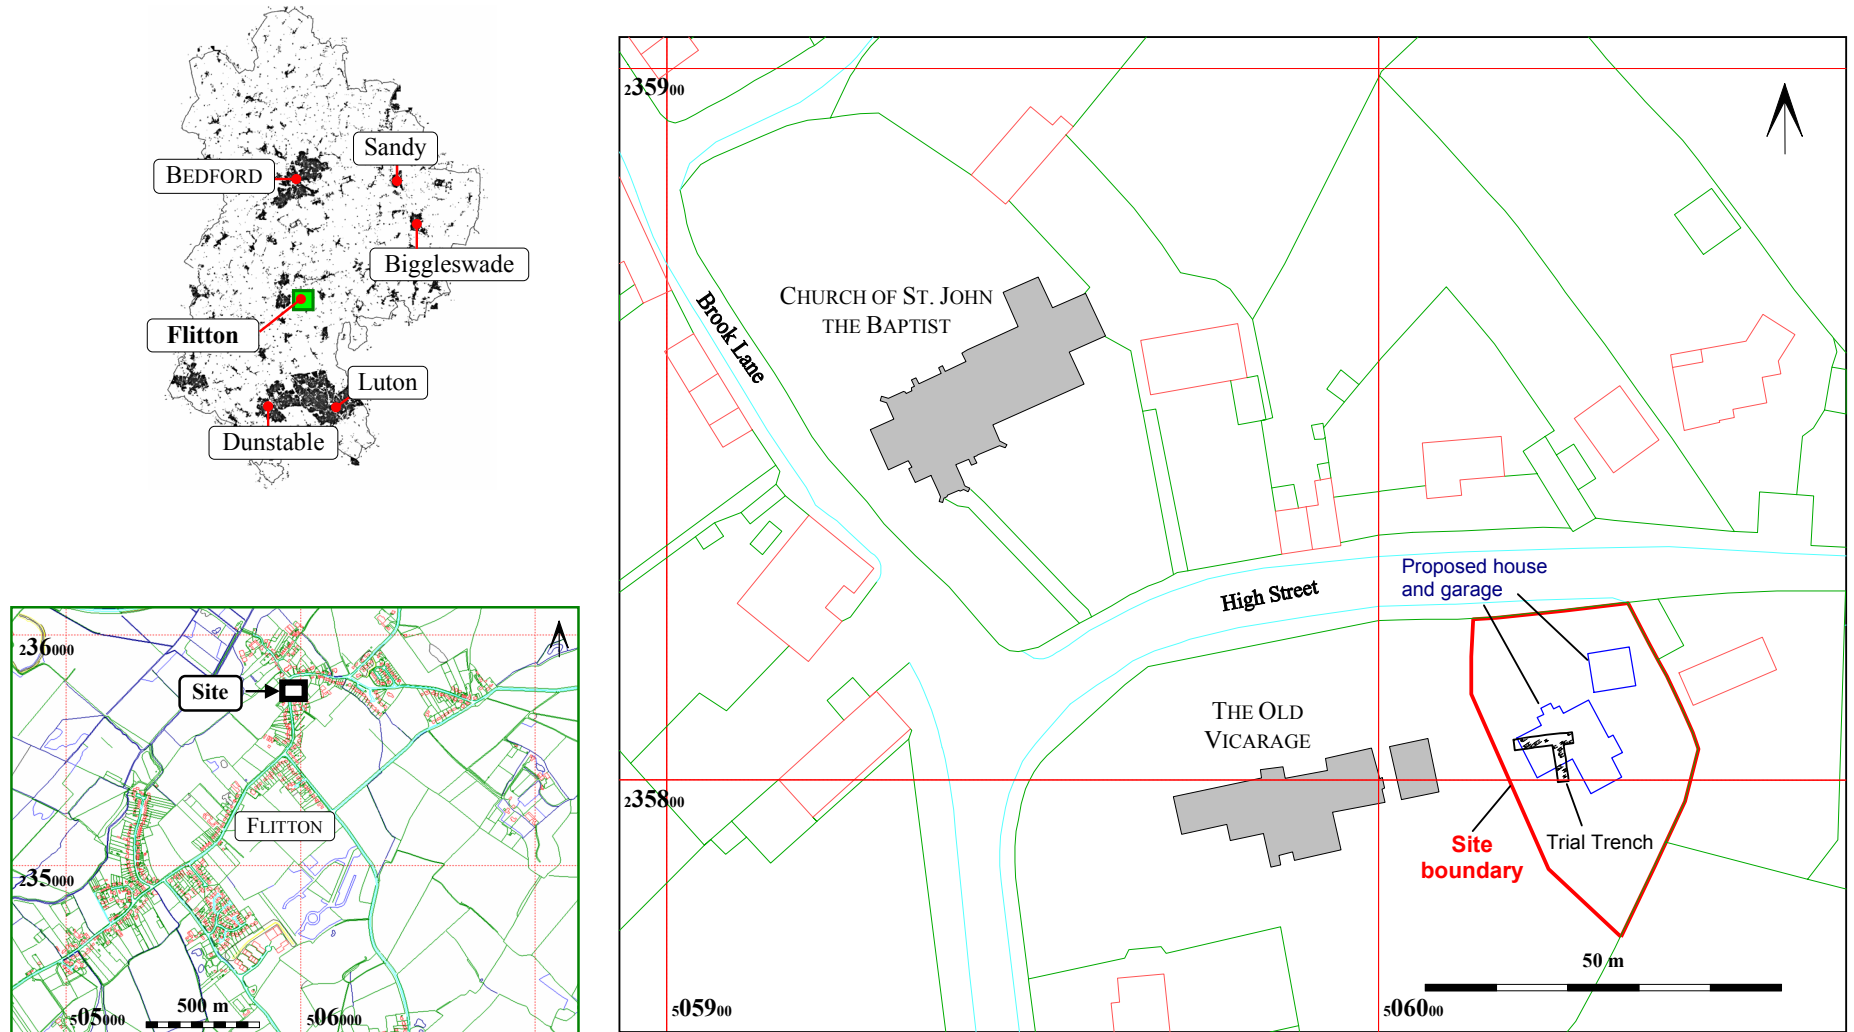 BEDFORD
Sandy
Biggleswade
Flitton
Luton
Dunstable
236000
Site
FLITTON
235000
500 m
505000
506000
235900
Brook Lane
CHURCH OF ST. JOHN
THE BAPTIST
High Street
Proposed house
and garage
THE OLD
VICARAGE
235800
Trial Trench
Site
boundary
50 m
505900
506000